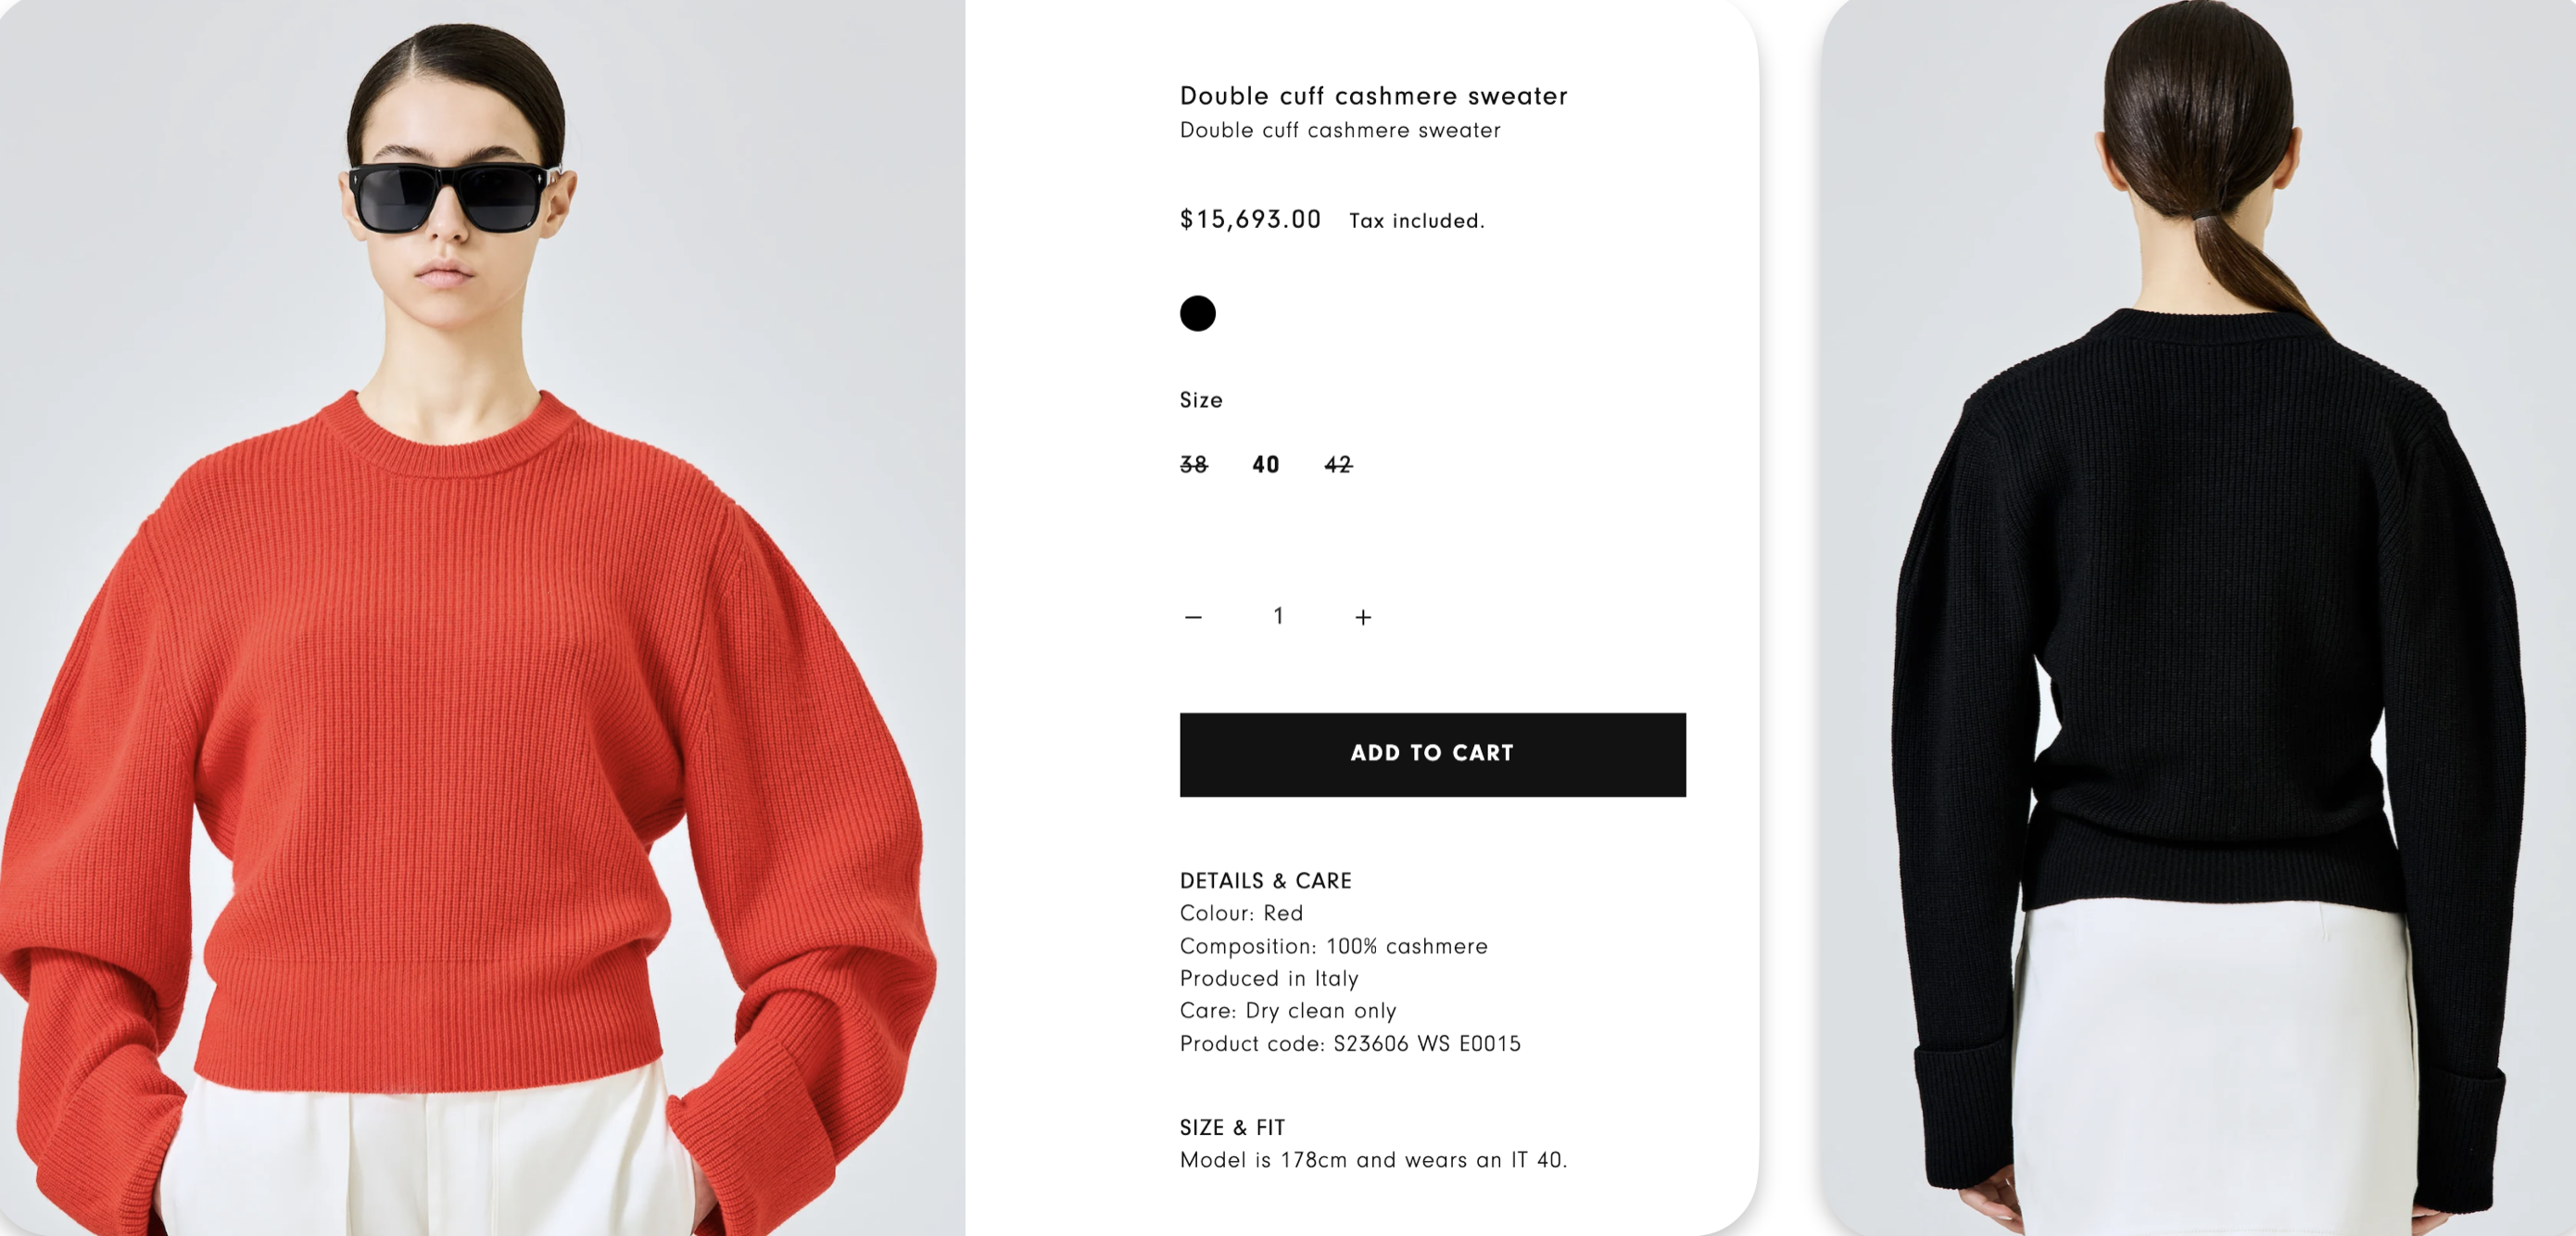 Double cuff cashmere sweater
Double cuff cashmere sweater
$15,693.00 Tax included.
Size
38 40 42
− 1 +
ADD TO CART
DETAILS & CARE
Colour: Red
Composition: 100% cashmere
Produced in Italy
Care: Dry clean only
Product code: S23606 WS E0015
SIZE & FIT
Model is 178cm and wears an IT 40.